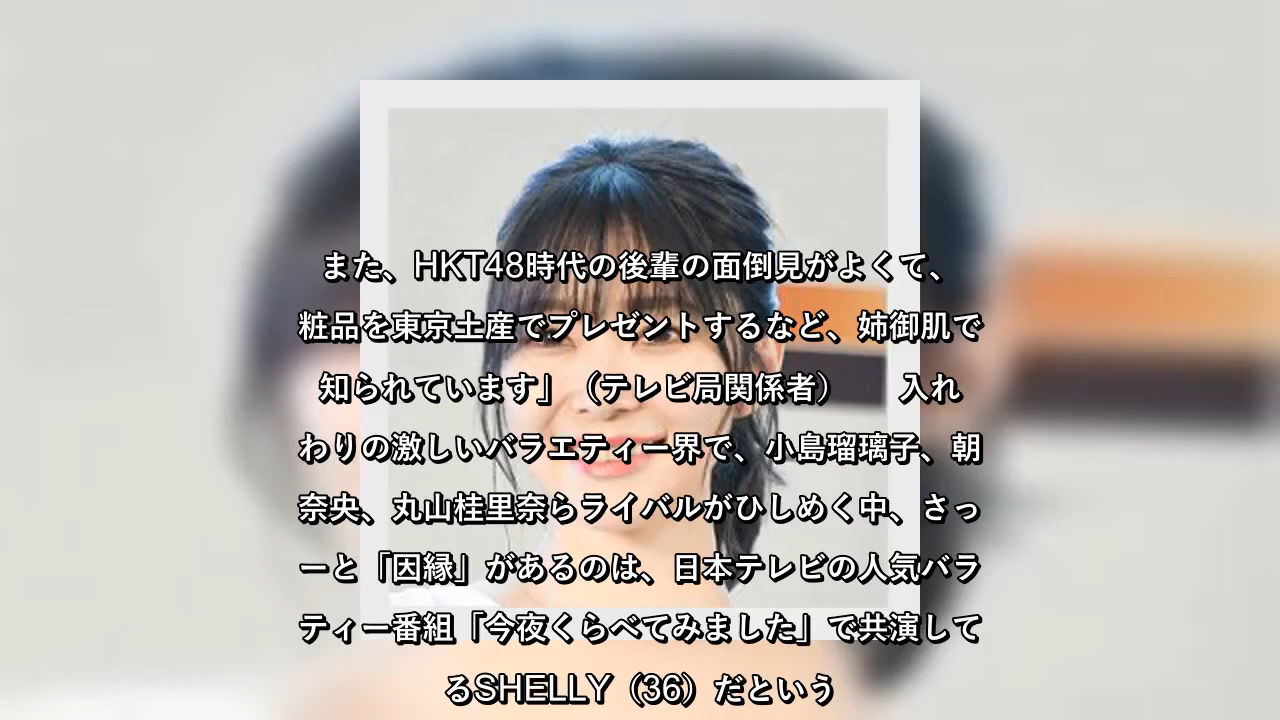 また、HKT48時代の後輩の面倒見がよくて、
粧品を東京土産でプレゼントするなど、姉御肌で
知られています」（テレビ局関係者）　　入れ
わりの激しいバラエティー界で、小島瑠璃子、朝
奈央、丸山桂里奈らライバルがひしめく中、さっ
ーと「因縁」があるのは、日本テレビの人気バラ
ティー番組「今夜くらべてみました」で共演して
るSHELLY（36）だという